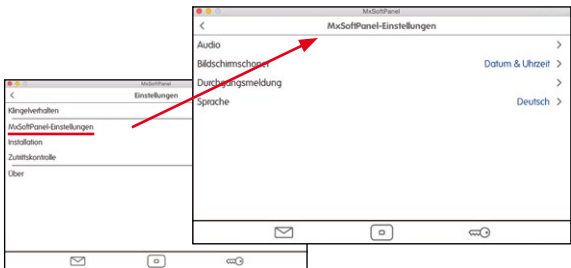 MxSoftPanel
Einstellungen
Klingelverhalten
MxSoftPanel-Einstellungen
Installation
Zutrittskontrolle
Über
MxSoftPanel
MxSoftPanel-Einstellungen
Audio
Bildschirmschoner Datum & Uhrzeit
Durchgangsmeldung
Sprache Deutsch